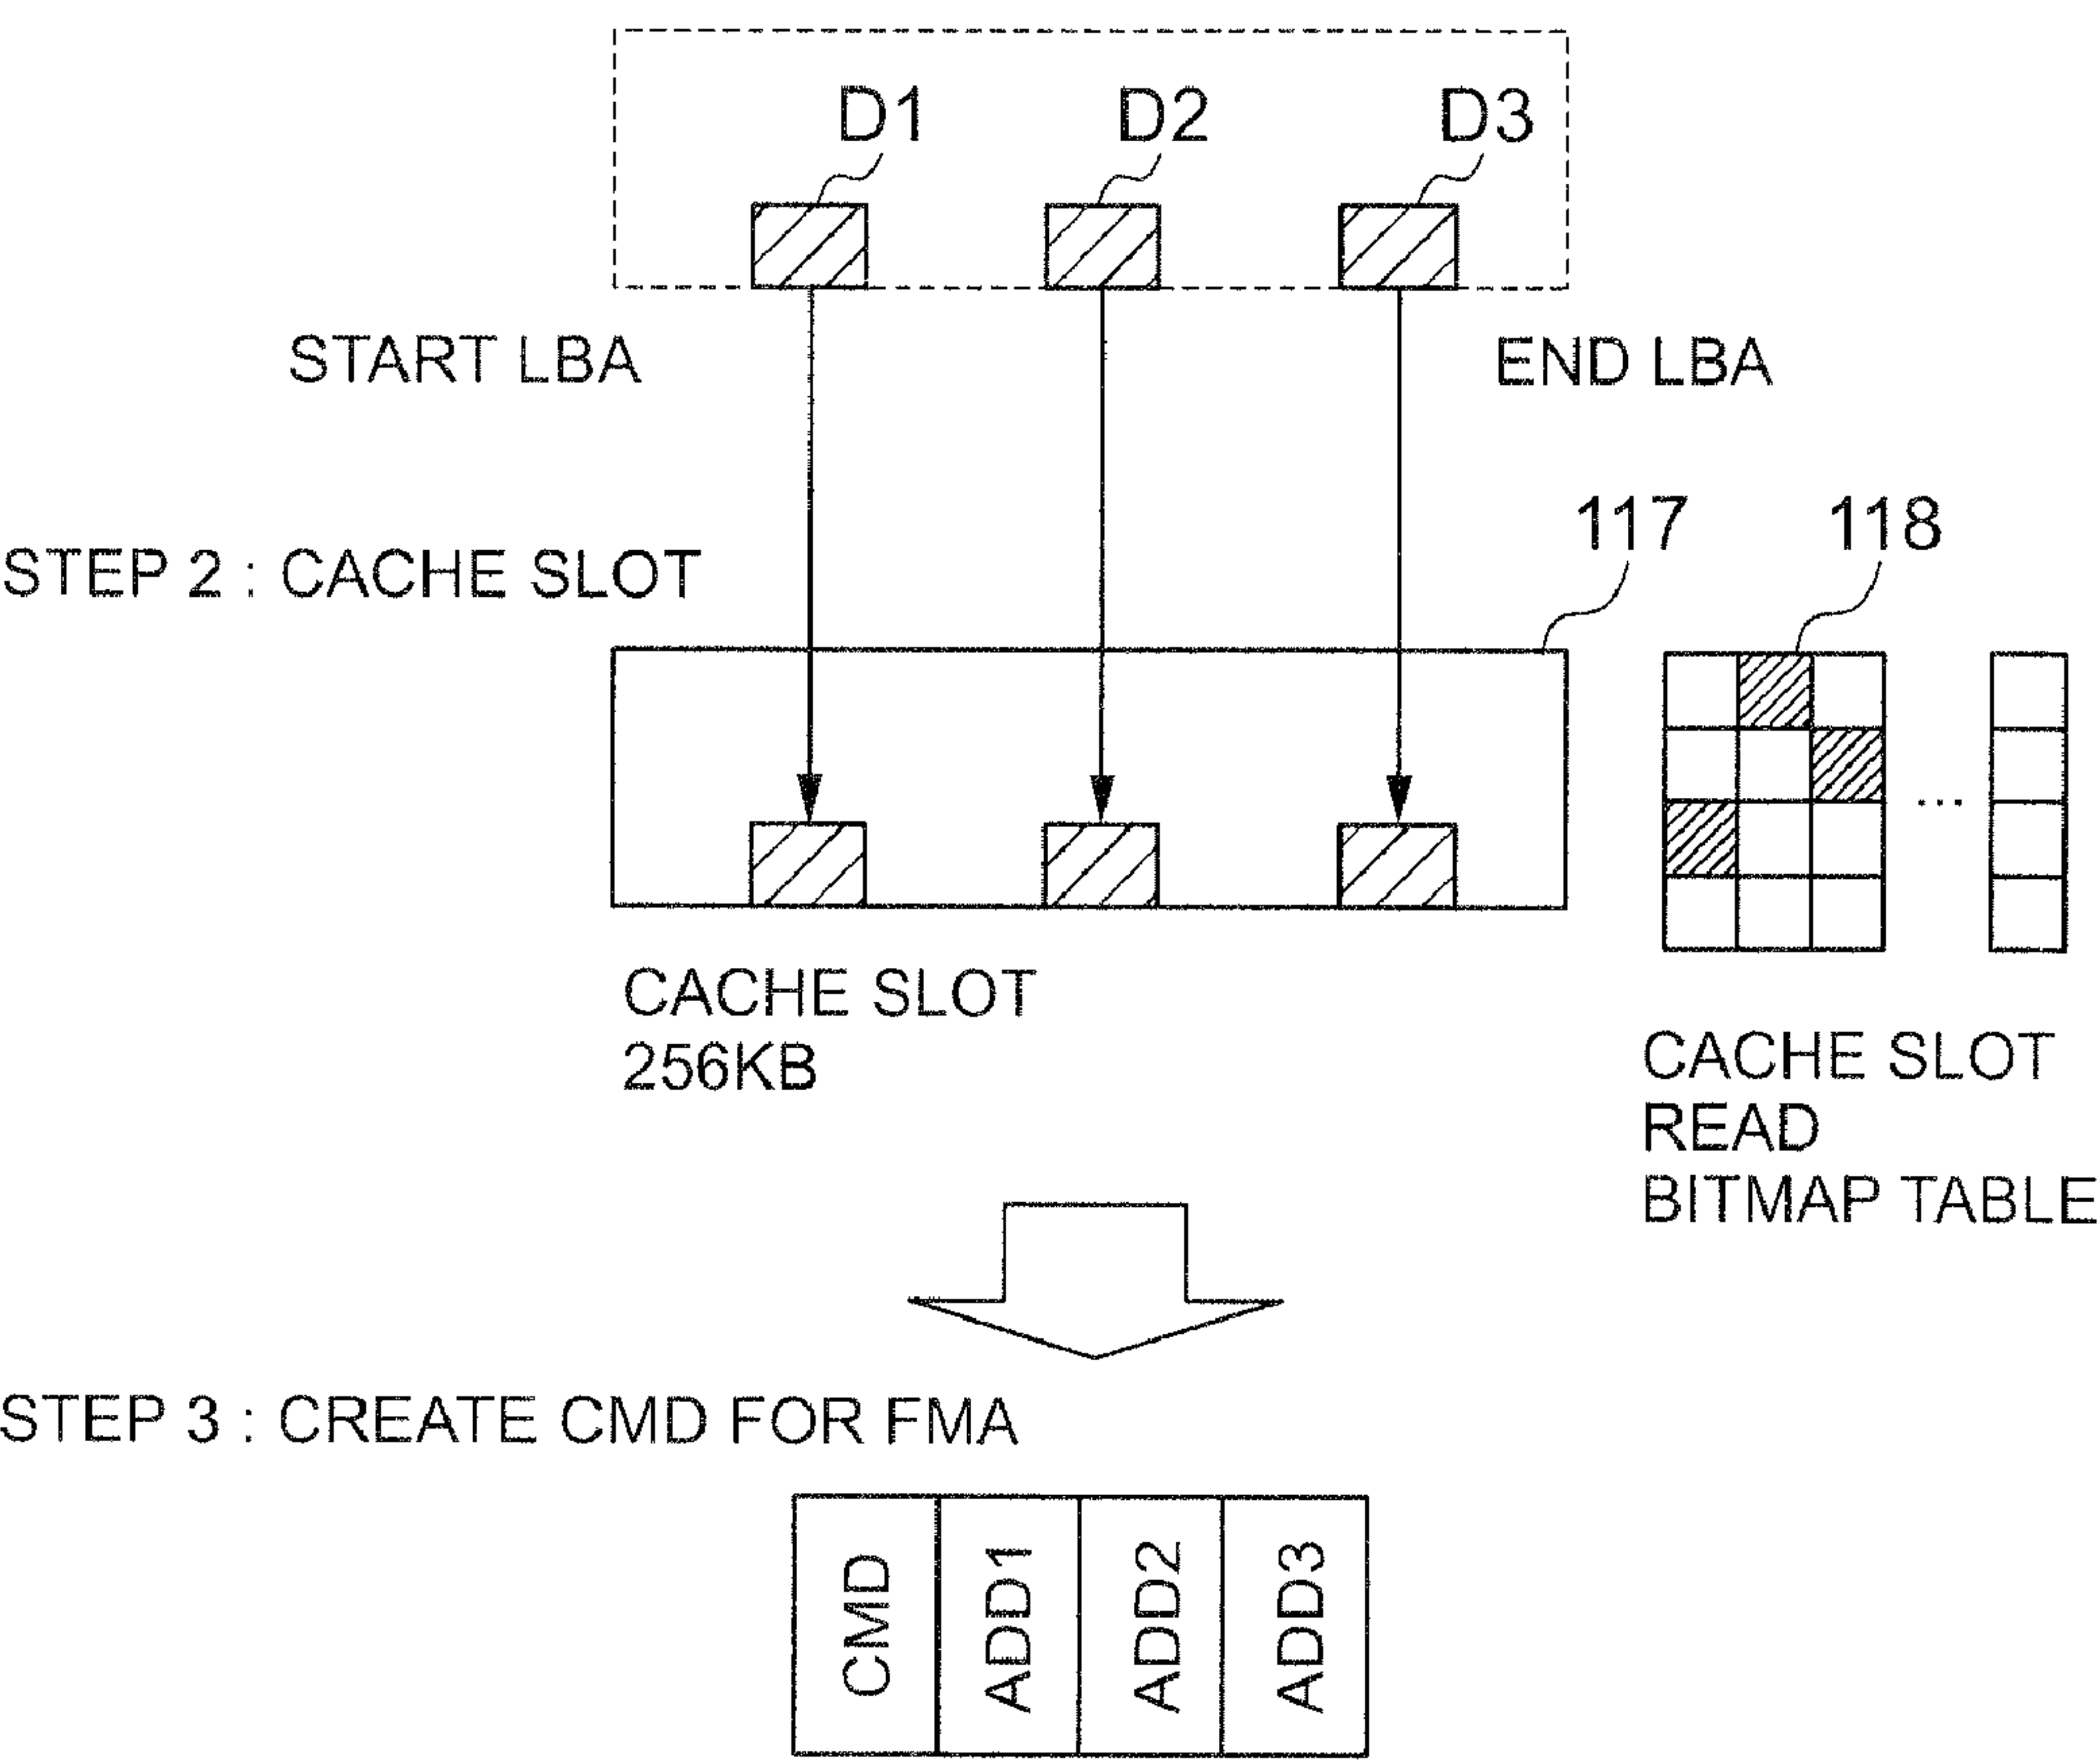 D1 D2 D3
START LBA END LBA
117 118
STEP 2 : CACHE SLOT
...
CACHE SLOT
256KB
CACHE SLOT
READ
BITMAP TABLE
STEP 3 : CREATE CMD FOR FMA
CMD ADD1 ADD2 ADD3